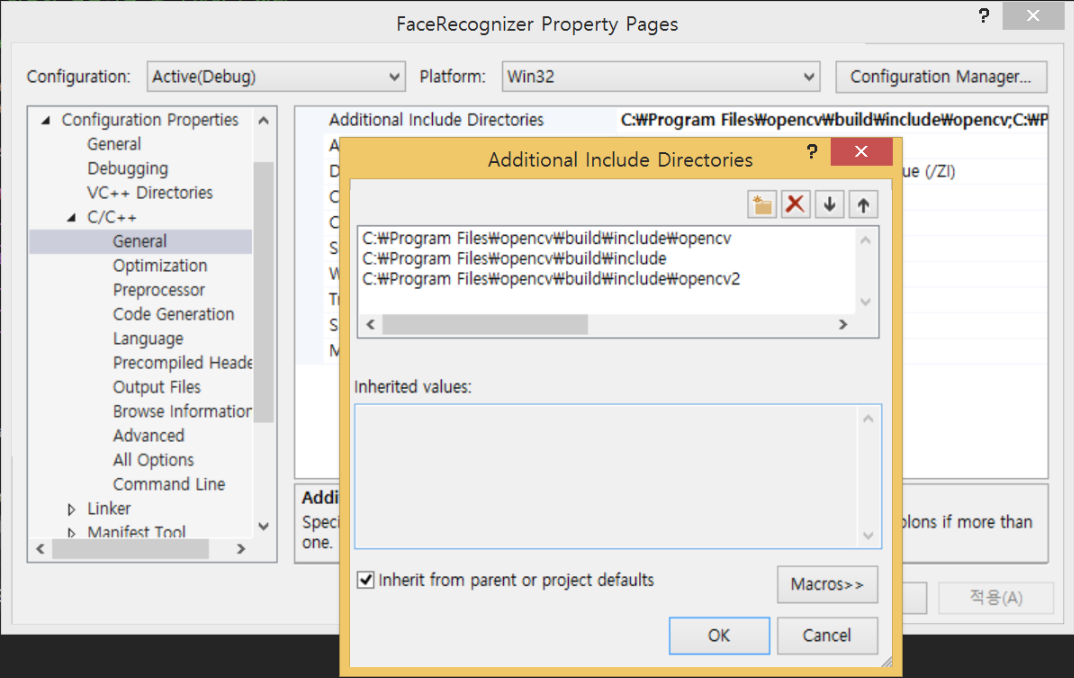 FaceRecognizer Property Pages
?
Configuration:
Active(Debug)
Platform:
Win32
Configuration Manager...
Configuration Properties
General
Debugging
VC++ Directories
C/C++
General
Optimization
Preprocessor
Code Generation
Language
Precompiled Heade
Output Files
Browse Information
Advanced
All Options
Command Line
Linker
Manifest Tool
Additional Include Directories
C:₩Program Files₩opencv₩build₩include₩opencv;C:₩P
ue (/ZI)
Additional Include Directories
?
C:₩Program Files₩opencv₩build₩include₩opencv
C:₩Program Files₩opencv₩build₩include
C:₩Program Files₩opencv₩build₩include₩opencv2
Inherited values:
Inherit from parent or project defaults
Macros>>
OK
Cancel
Addi
Speci
olons if more than
one.
적용(A)